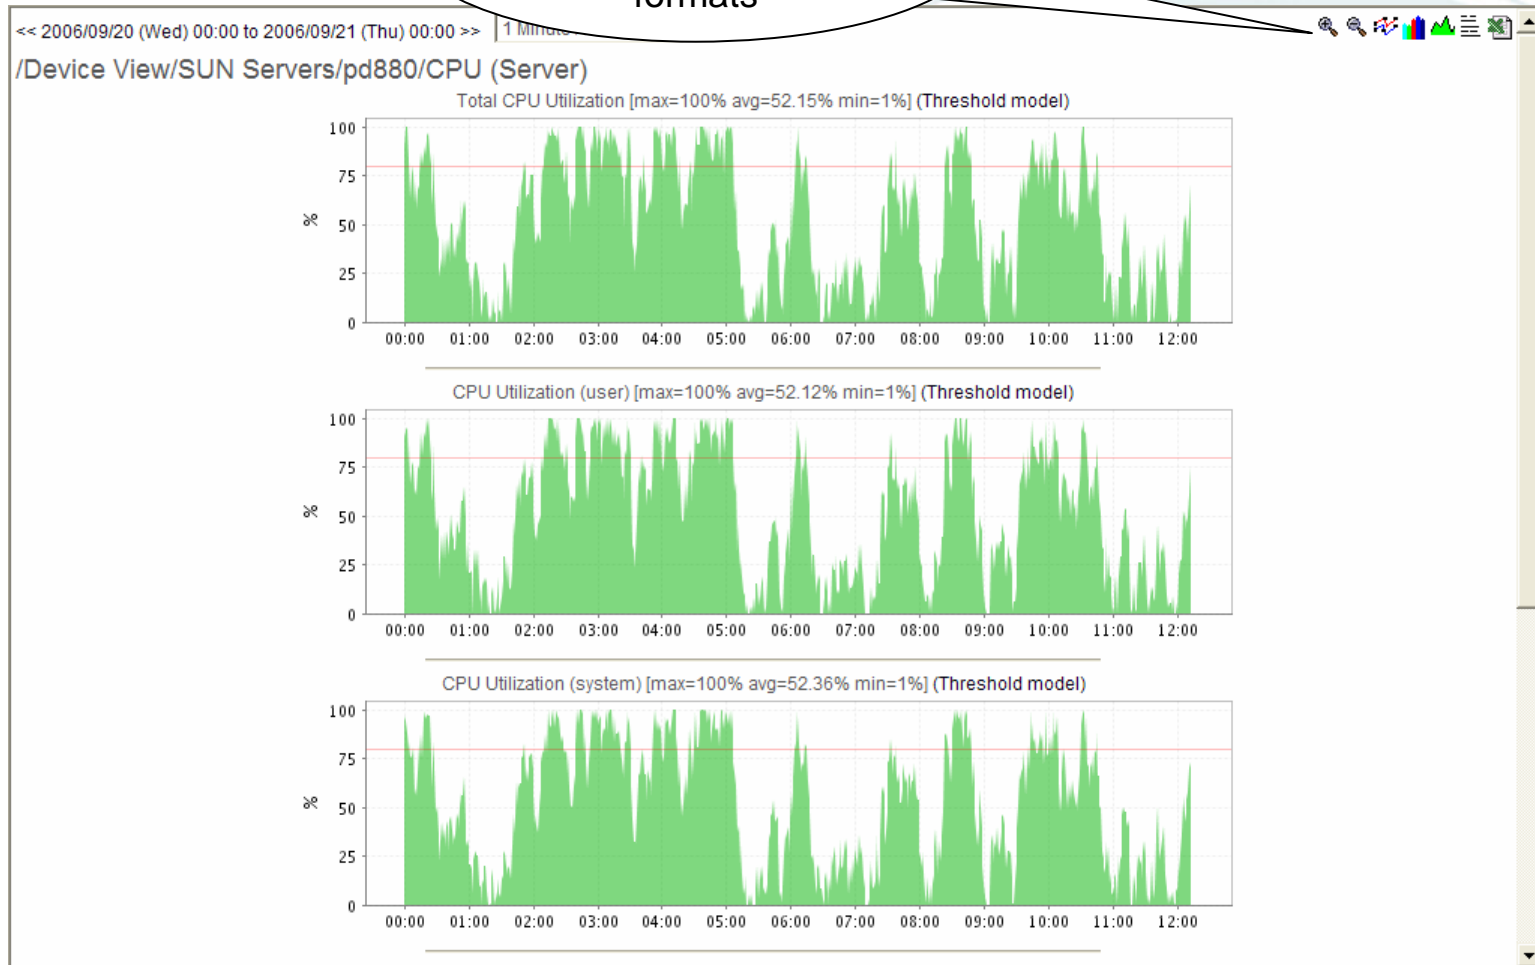 formats
<< 2006/09/20 (Wed) 00:00 to 2006/09/21 (Thu) 00:00 >>
1
/Device View/SUN Servers/pd880/CPU (Server)
Total CPU Utilization [max=100% avg=52.15% min=1%] (Threshold model)
100
75
50
25
0
%
00:00 01:00 02:00 03:00 04:00 05:00 06:00 07:00 08:00 09:00 10:00 11:00 12:00
CPU Utilization (user) [max=100% avg=52.12% min=1%] (Threshold model)
100
75
50
25
0
%
00:00 01:00 02:00 03:00 04:00 05:00 06:00 07:00 08:00 09:00 10:00 11:00 12:00
CPU Utilization (system) [max=100% avg=52.36% min=1%] (Threshold model)
100
75
50
25
0
%
00:00 01:00 02:00 03:00 04:00 05:00 06:00 07:00 08:00 09:00 10:00 11:00 12:00